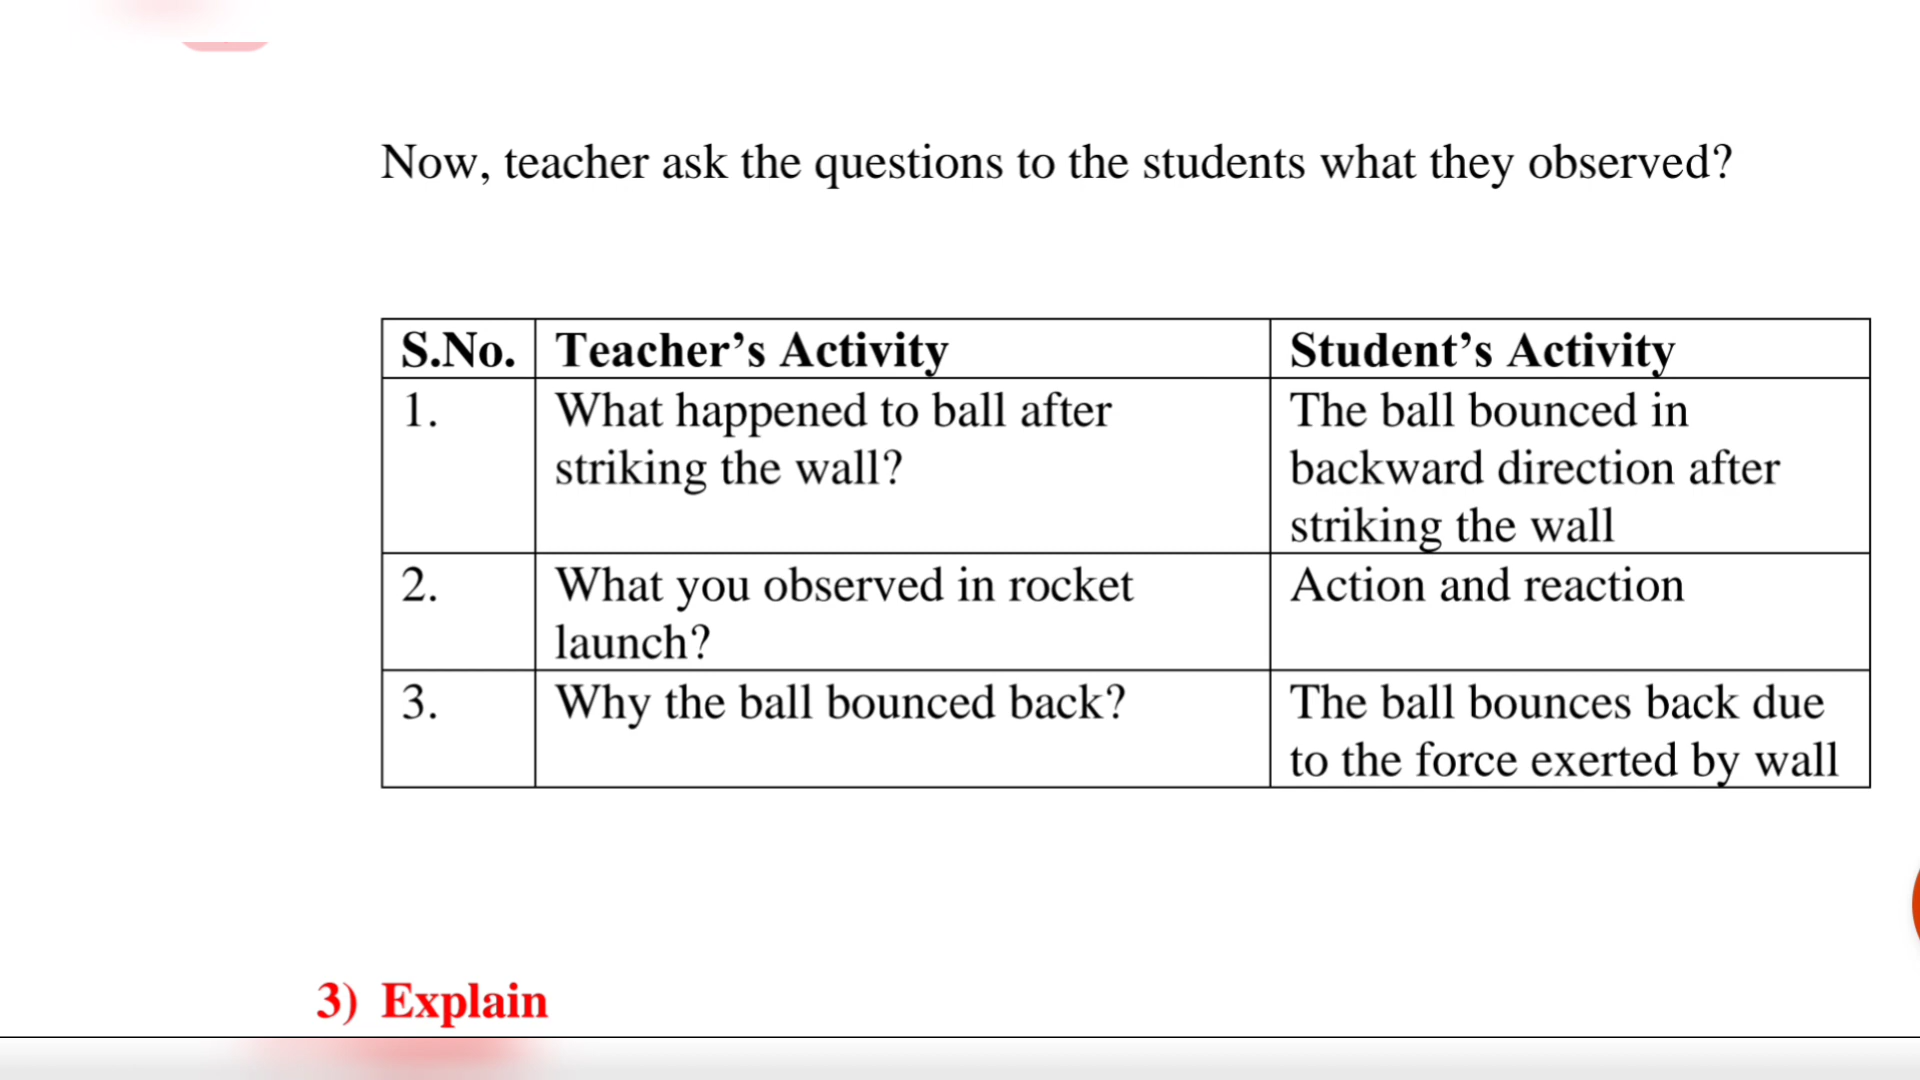 Now, teacher ask the questions to the students what they observed?
S.No. Teacher’s Activity Student’s Activity
1. What happened to ball after The ball bounced in
striking the wall? backward direction after
striking the wall
2. What you observed in rocket Action and reaction
launch?
3. Why the ball bounced back? The ball bounces back due
to the force exerted by wall
3) Explain